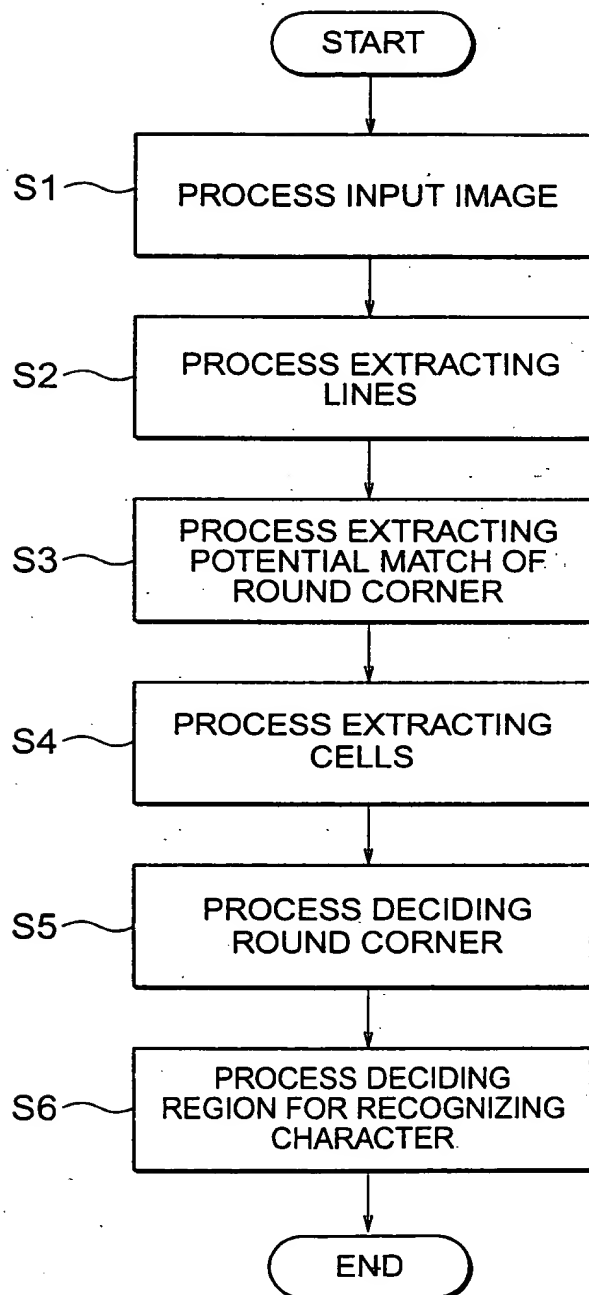 START
S1
PROCESS INPUT IMAGE
S2
PROCESS EXTRACTING
LINES
S3
PROCESS EXTRACTING
POTENTIAL MATCH OF
ROUND CORNER
S4
PROCESS EXTRACTING
CELLS
S5
PROCESS DECIDING
ROUND CORNER
S6
PROCESS DECIDING
REGION FOR RECOGNIZING
CHARACTER
END